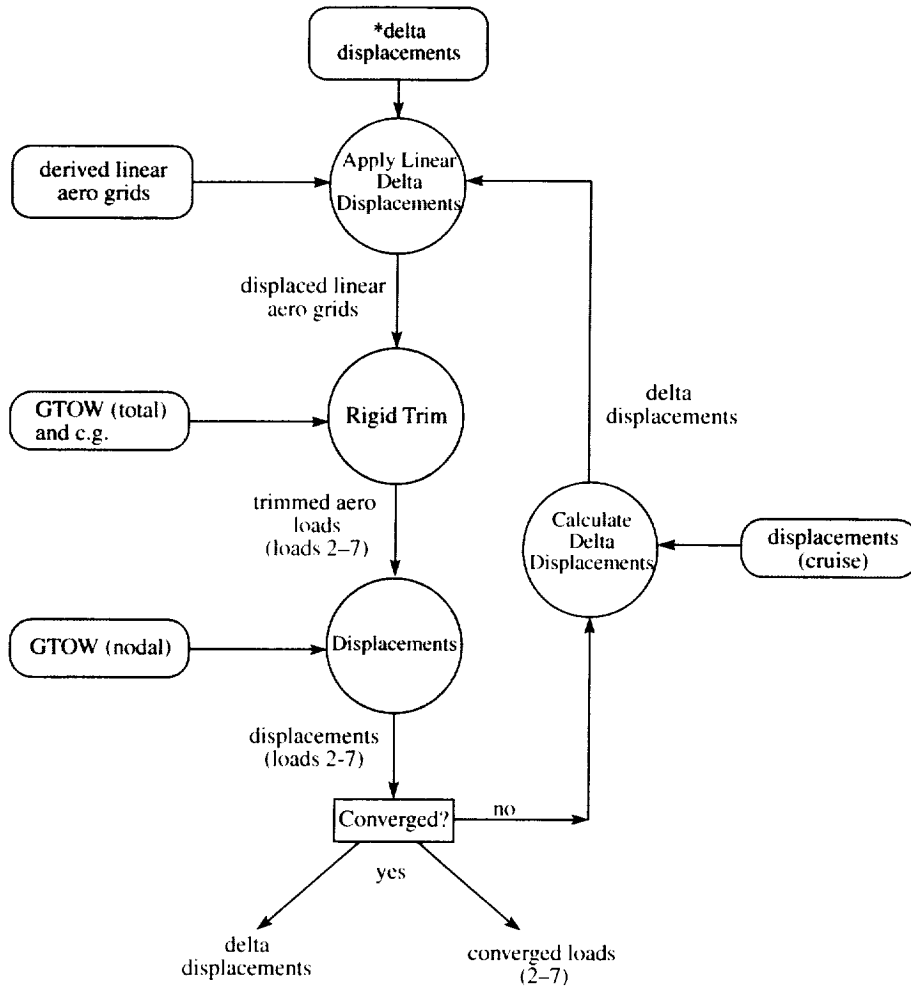 *delta
displacements
Apply Linear
Delta
Displacements
derived linear
aero grids
displaced linear
aero grids
GTOW (total)
and c.g.
Rigid Trim
delta
displacements
trimmed aero
loads
(loads 2–7)
Calculate
Delta
Displacements
displacements
(cruise)
GTOW (nodal)
Displacements
displacements
(loads 2-7)
Converged?
no
yes
delta
displacements
converged loads
(2–7)